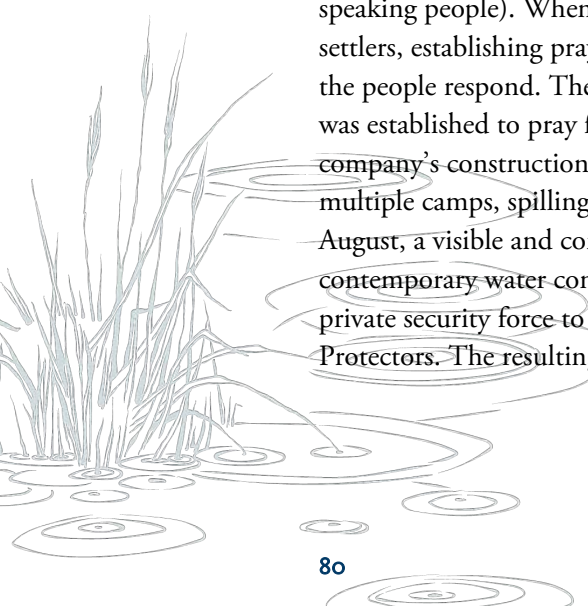 speaking people). When
settlers, establishing pra
the people respond. The
was established to pray f
company’s construction
multiple camps, spilling
August, a visible and co
contemporary water con
private security force to
Protectors. The resulting
80